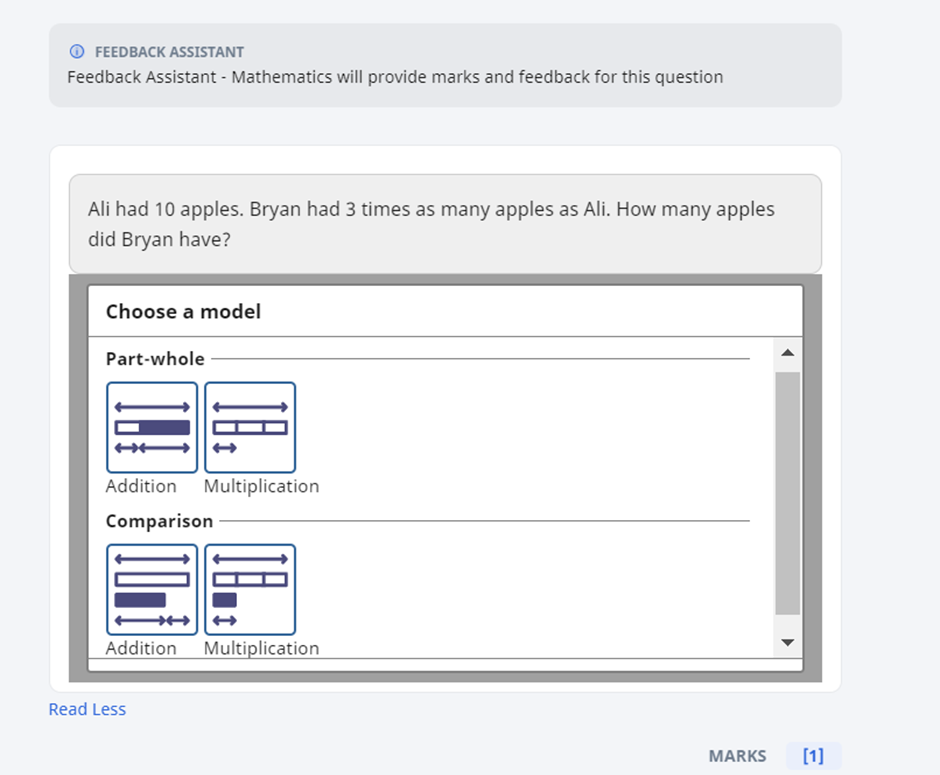 FEEDBACK ASSISTANT
Feedback Assistant - Mathematics will provide marks and feedback for this question
Ali had 10 apples. Bryan had 3 times as many apples as Ali. How many apples
did Bryan have?
Choose a model
Part-whole
Addition Multiplication
Comparison
Addition Multiplication
Read Less
MARKS [1]